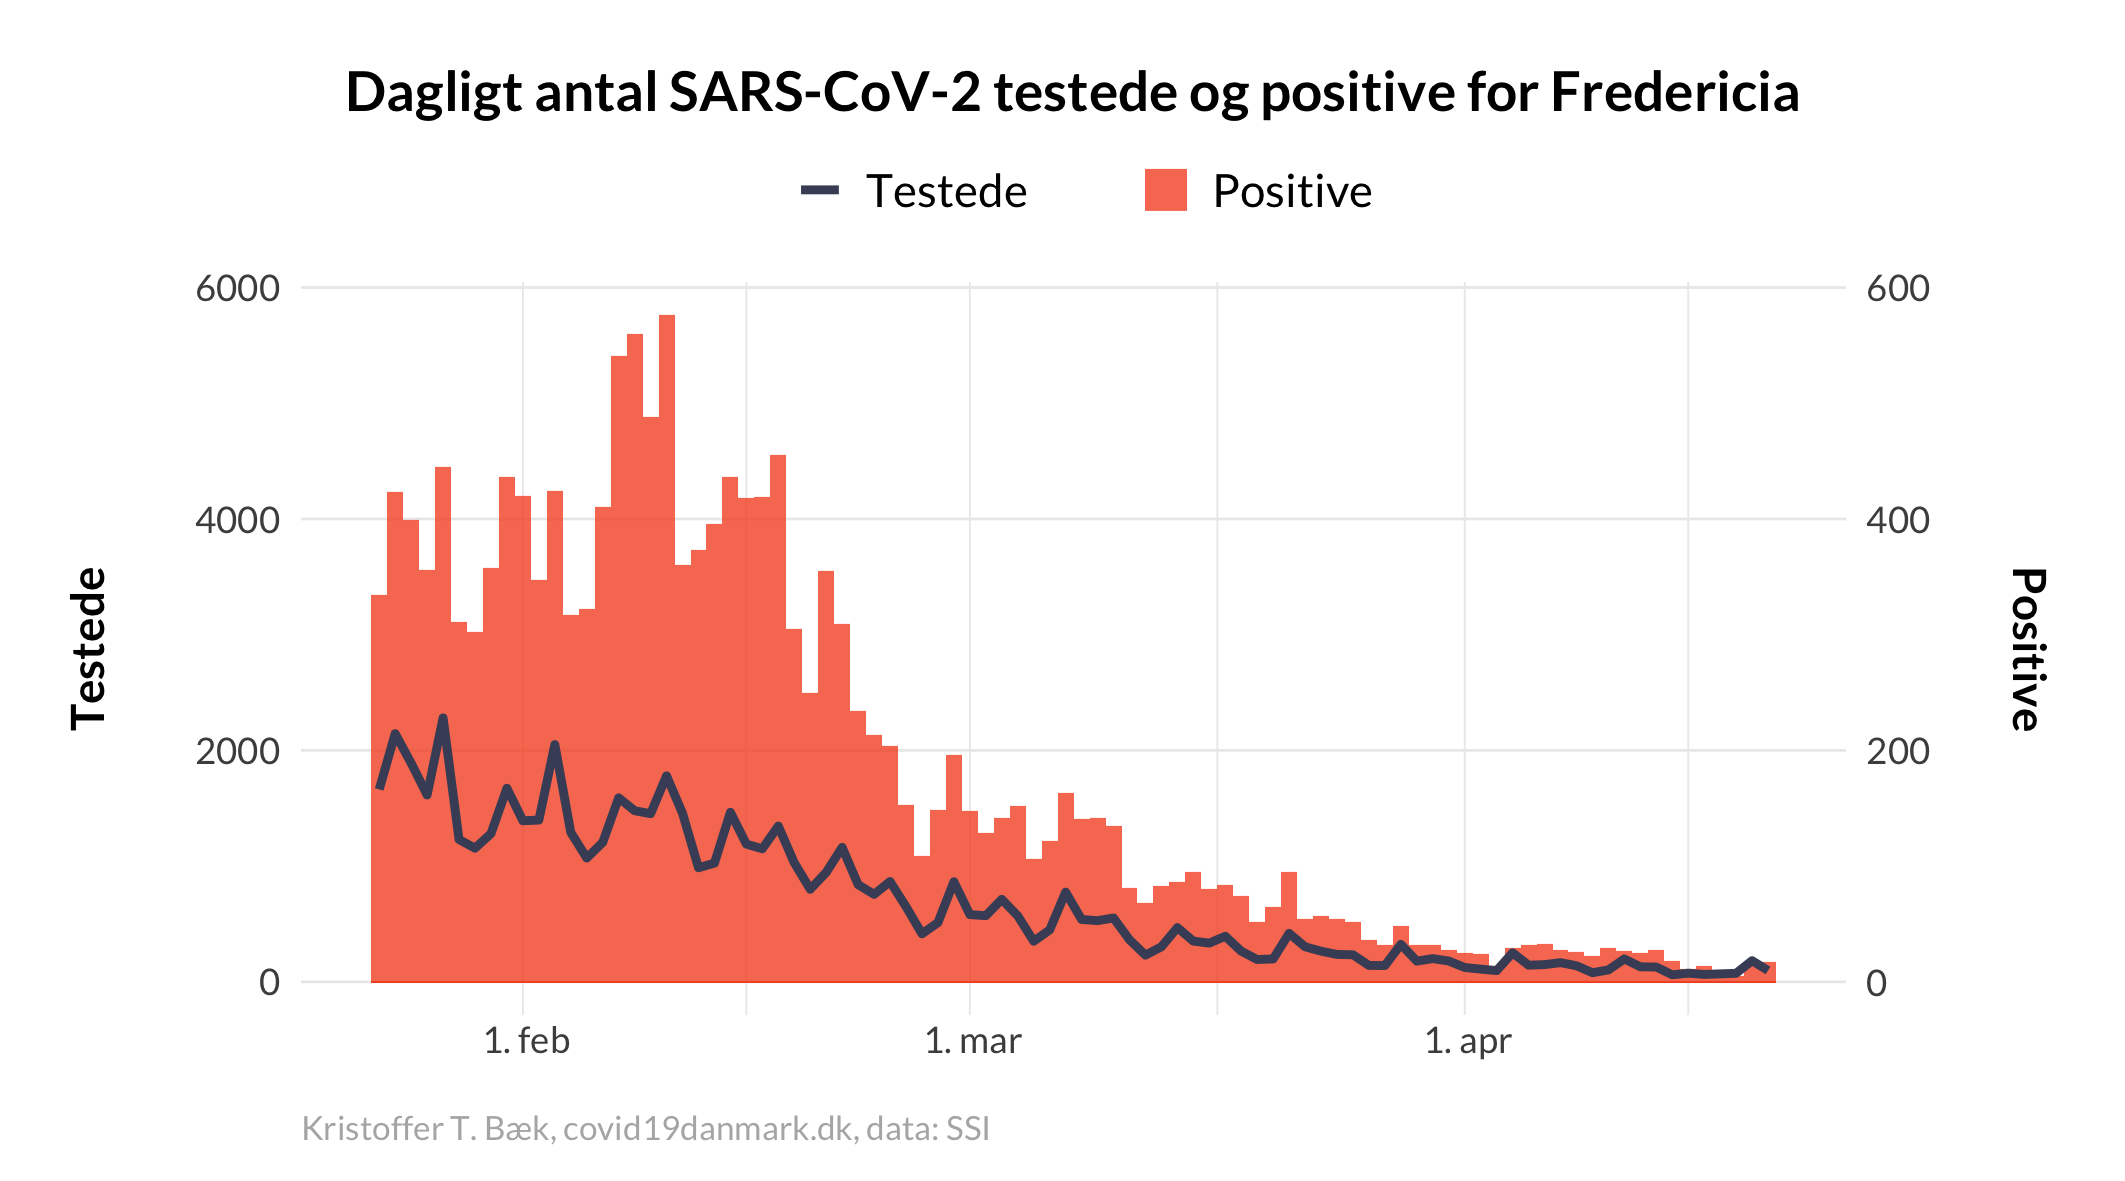 Dagligt antal SARS-CoV-2 testede og positive for Fredericia
Testede
Positive
6000
4000
2000
0
Testede
600
400
200
0
Positive
1. feb
1. mar
1. apr
Kristoffer T. Bæk, covid19danmark.dk, data: SSI